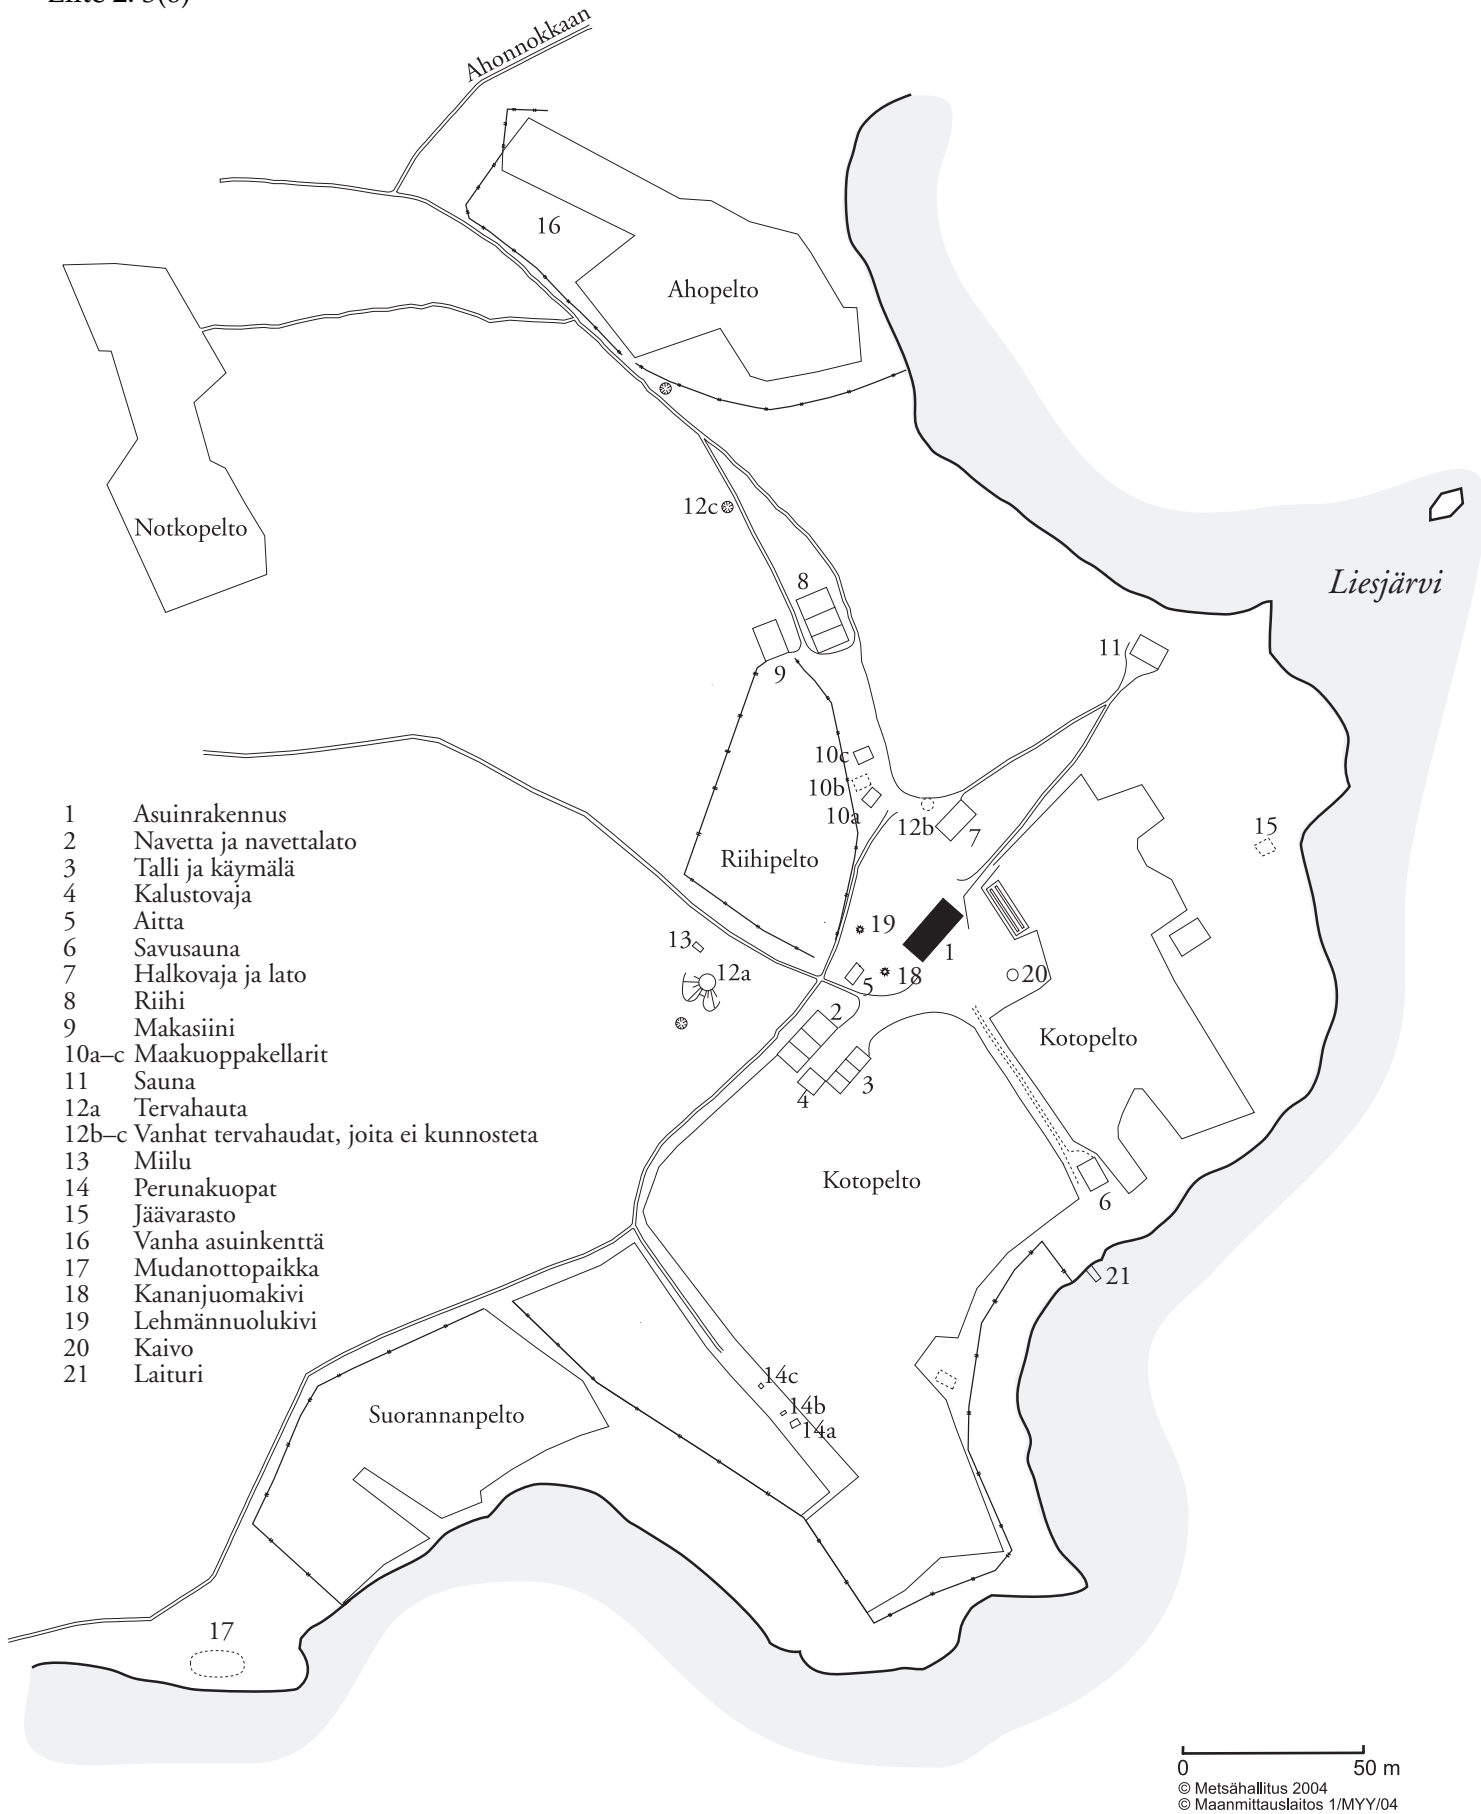 Ahonnokkaan
16
Ahopelto
12c
Notkopelto
8
Liesjärvi
11
9
10c
10b
10a
12b
7
15
Riihipelto
1 Asuinrakennus
2 Navetta ja navettalato
3 Talli ja käymälä
4 Kalustovaja
5 Aitta
6 Savusauna
7 Halkovaja ja lato
8 Riihi
9 Makasiini
10a–c Maakuoppakellarit
11 Sauna
12a Tervahauta
12b–c Vanhat tervahaudat, joita ei kunnosteta
13 Miilu
14 Perunakuopat
15 Jäävarasto
16 Vanha asuinkenttä
17 Mudanottopaikka
18 Kananjuomakivi
19 Lehmännuolukivi
20 Kaivo
21 Laituri
19
13
1
12a
18
20
5
2
Kotopelto
3
4
Kotopelto
6
21
14c
14b
14a
Suorannanpelto
17
0 50 m
© Metsähallitus 2004
© Maanmittauslaitos 1/MYY/04